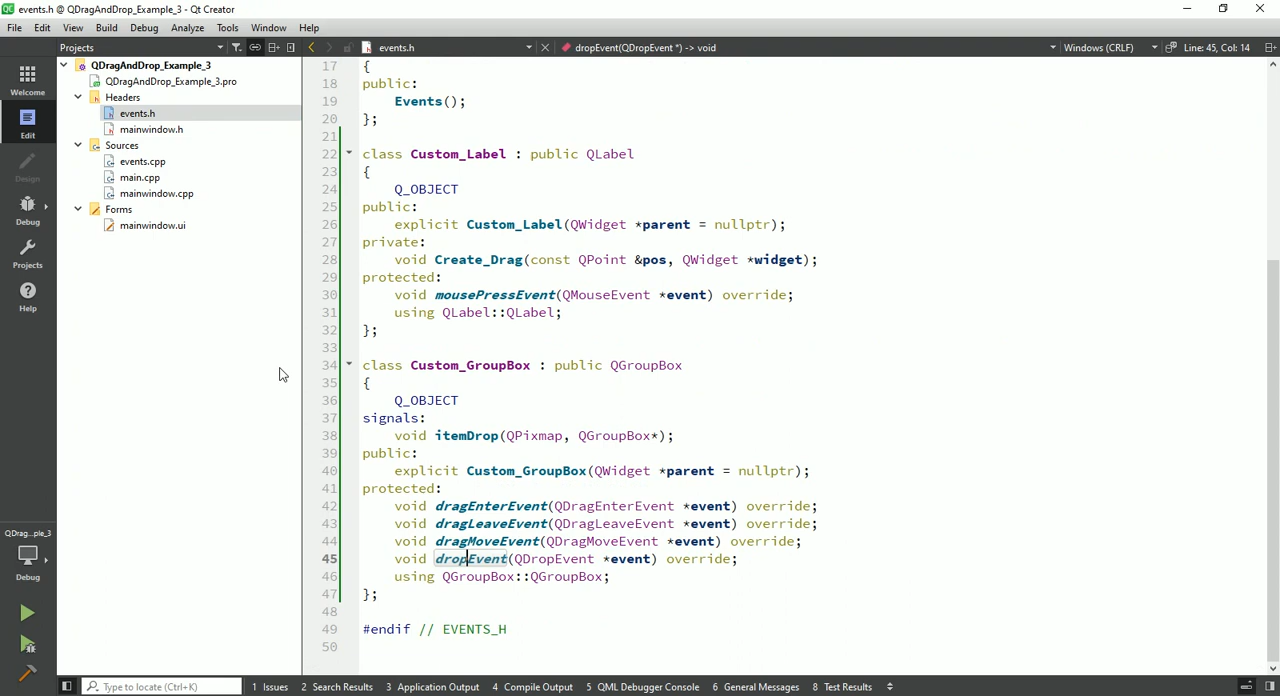 events.h @ QDragAndDrop_Example_3 - Qt Creator
File Edit View Build Debug Analyze Tools Window Help
Projects events.h dropEvent(QDropEvent *) -> void Windows (CRLF) Line: 45, Col: 14
Welcome
Edit
Design
Debug
Projects
Help
QDrag...ple_3
Debug
QDragAndDrop_Example_3
QDragAndDrop_Example_3.pro
Headers
events.h
mainwindow.h
Sources
events.cpp
main.cpp
mainwindow.cpp
Forms
mainwindow.ui
17 {
18 public:
19 Events();
20 };
21
22 class Custom_Label : public QLabel
23 {
24 Q_OBJECT
25 public:
26 explicit Custom_Label(QWidget *parent = nullptr);
27 private:
28 void Create_Drag(const QPoint &pos, QWidget *widget);
29 protected:
30 void mousePressEvent(QMouseEvent *event) override;
31 using QLabel::QLabel;
32 };
33
34 class Custom_GroupBox : public QGroupBox
35 {
36 Q_OBJECT
37 signals:
38 void itemDrop(QPixmap, QGroupBox*);
39 public:
40 explicit Custom_GroupBox(QWidget *parent = nullptr);
41 protected:
42 void dragEnterEvent(QDragEnterEvent *event) override;
43 void dragLeaveEvent(QDragLeaveEvent *event) override;
44 void dragMoveEvent(QDragMoveEvent *event) override;
45 void dropEvent(QDropEvent *event) override;
46 using QGroupBox::QGroupBox;
47 };
48
49 #endif // EVENTS_H
50
Type to locate (Ctrl+K) 1 Issues 2 Search Results 3 Application Output 4 Compile Output 5 QML Debugger Console 6 General Messages 8 Test Results